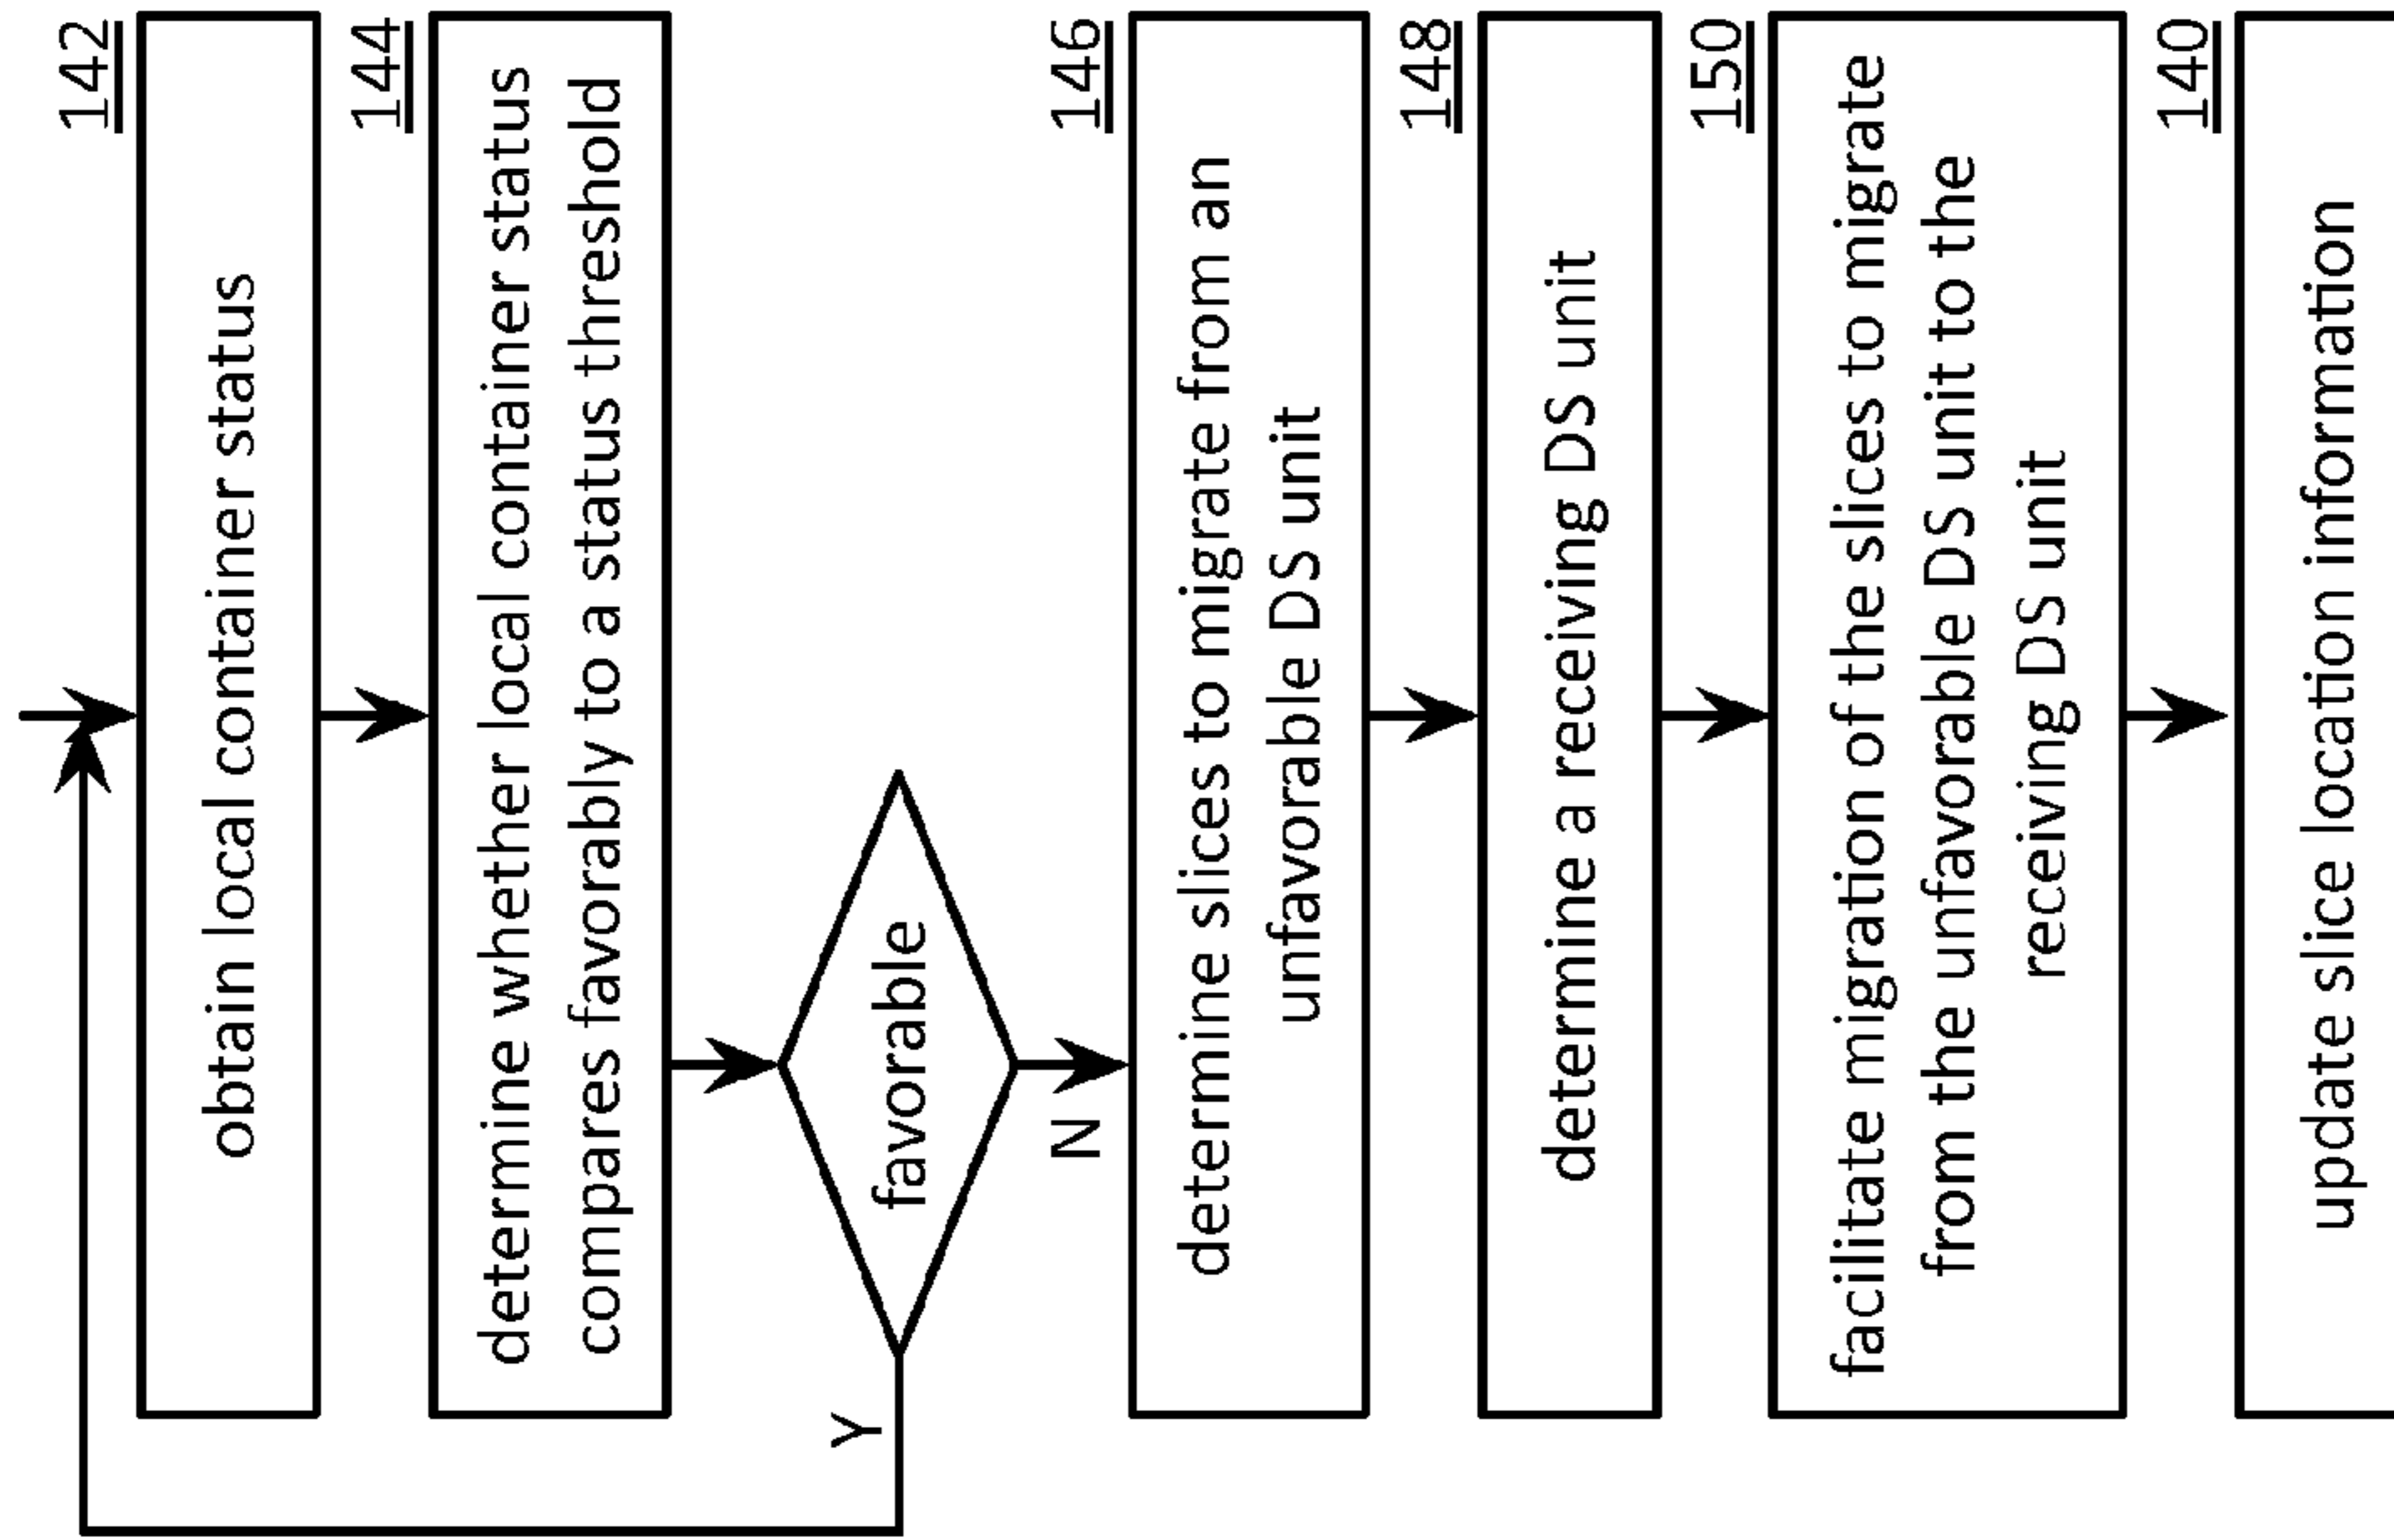 142
obtain local container status
144
determine whether local container status
compares favorably to a status threshold
favorable
Y
N
146
determine slices to migrate from an
unfavorable DS unit
148
determine a receiving DS unit
150
facilitate migration of the slices to migrate
from the unfavorable DS unit to the
receiving DS unit
140
update slice location information